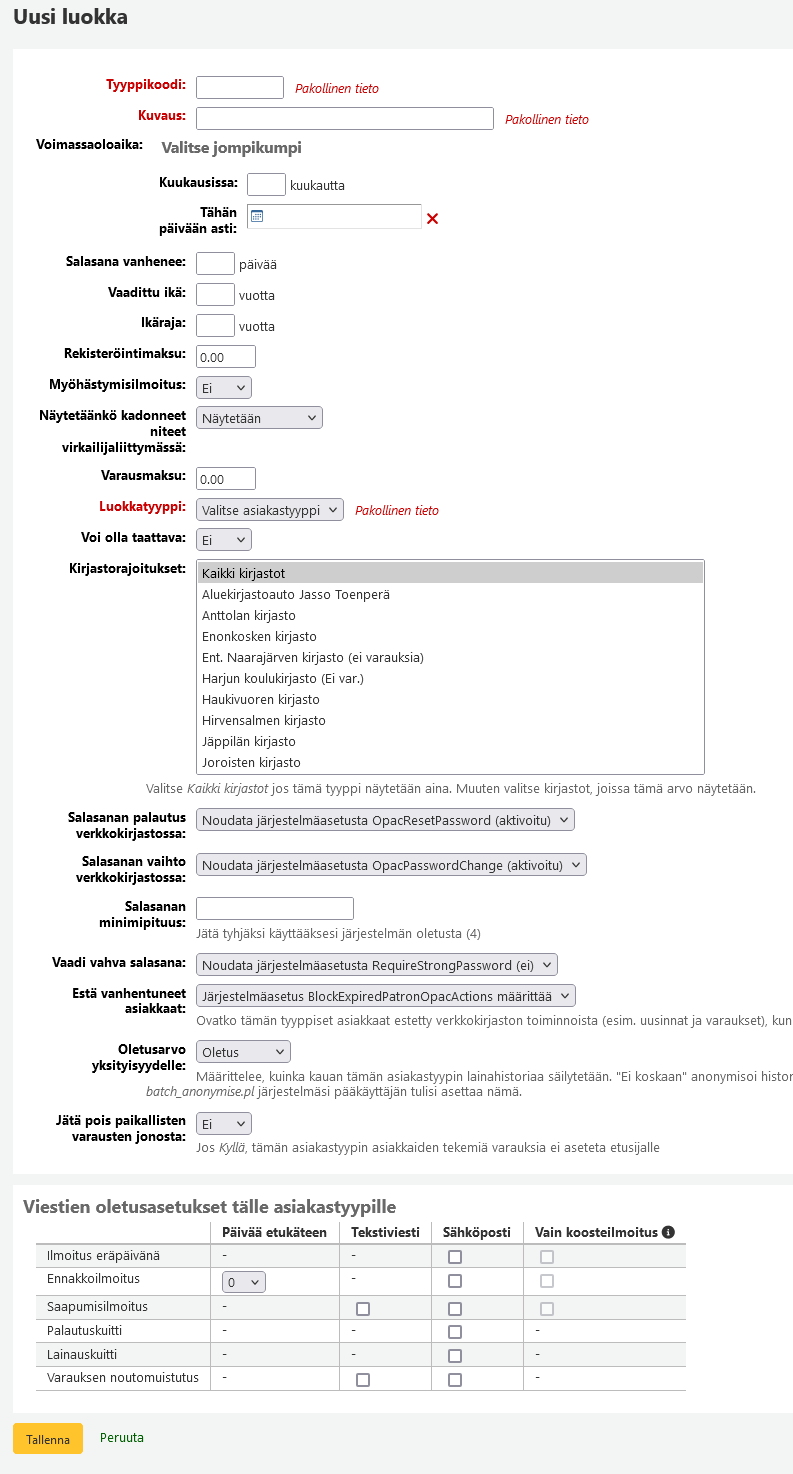 Uusi luokka
Tyyppikoodi: Pakollinen tieto
Kuvaus: Pakollinen tieto
Voimassaoloaika: Valitse jompikumpi
Kuukausissa: kuukautta
Tähän
päivään asti:
Salasana vanhenee: päivää
Vaadittu ikä: vuotta
Ikäraja: vuotta
Rekisteröintimaksu: 0.00
Myöhästymisilmoitus: Ei
Näytetäänkö kadonneet
niteet
virkailijaliittymässä:
Näytetään
Varausmaksu: 0.00
Luokkatyyppi: Valitse asiakastyyppi Pakollinen tieto
Voi olla taattava: Ei
Kirjastorajoitukset: Kaikki kirjastot
Aluekirjastoauto Jasso Toenperä
Anttolan kirjasto
Enonkosken kirjasto
Ent. Naarajärven kirjasto (ei varauksia)
Harjun koulukirjasto (Ei var.)
Haukivuoren kirjasto
Hirvensalmen kirjasto
Jäppilän kirjasto
Joroisten kirjasto
Valitse Kaikki kirjastot jos tämä tyyppi näytetään aina. Muuten valitse kirjastot, joissa tämä arvo näytetään.
Salasanan palautus
verkkokirjastossa:
Noudata järjestelmäasetusta OpacResetPassword (aktivoitu)
Salasanan vaihto
verkkokirjastossa:
Noudata järjestelmäasetusta OpacPasswordChange (aktivoitu)
Salasanan
minimipituus:
Jätä tyhjäksi käyttääksesi järjestelmän oletusta (4)
Vaadi vahva salasana: Noudata järjestelmäasetusta RequireStrongPassword (ei)
Estä vanhentuneet
asiakkaat:
Järjestelmäasetus BlockExpiredPatronOpacActions määrittää
Ovatko tämän tyyppiset asiakkaat estetty verkkokirjaston toiminnoista (esim. uusinnat ja varaukset), kun
Oletusarvo
yksityisyydelle:
Oletus
Määrittelee, kuinka kauan tämän asiakastyypin lainahistoriaa säilytetään. "Ei koskaan" anonymisoi histor
batch_anonymise.pl järjestelmäsi pääkäyttäjän tulisi asettaa nämä.
Jätä pois paikallisten
varausten jonosta:
Ei
Jos Kyllä, tämän asiakastyypin asiakkaiden tekemiä varauksia ei aseteta etusijalle
Viestien oletusasetukset tälle asiakastyypille
Päivää etukäteen Tekstiviesti Sähköposti Vain koosteilmoitus
Ilmoitus eräpäivänä - -
Ennakkoilmoitus 0 -
Saapumisilmoitus -
Palautuskuitti - - -
Lainauskuitti - - -
Varauksen noutomuistutus - -
Tallenna Peruuta